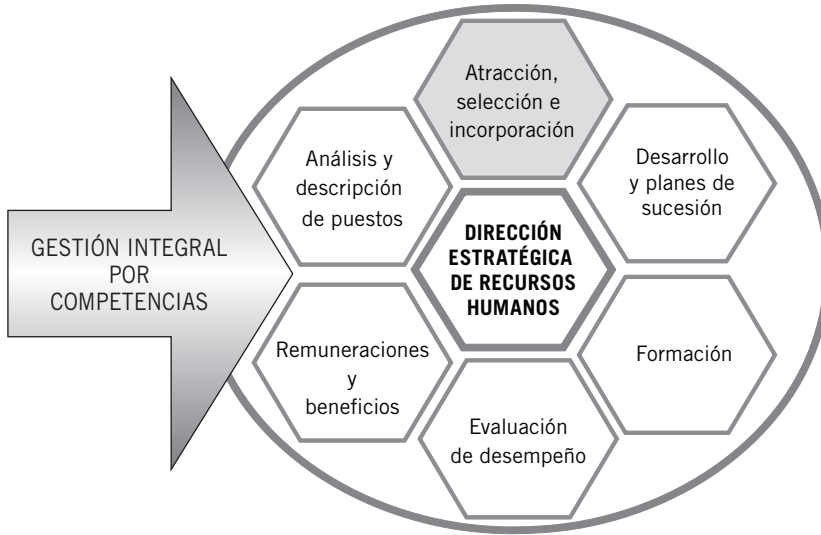 GESTIÓN INTEGRAL
POR
COMPETENCIAS
Atracción,
selección e
incorporación
Análisis y
descripción
de puestos
Desarrollo
y planes de
sucesión
DIRECCIÓN
ESTRATÉGICA
DE RECURSOS
HUMANOS
Remuneraciones
y
beneficios
Formación
Evaluación
de desempeño